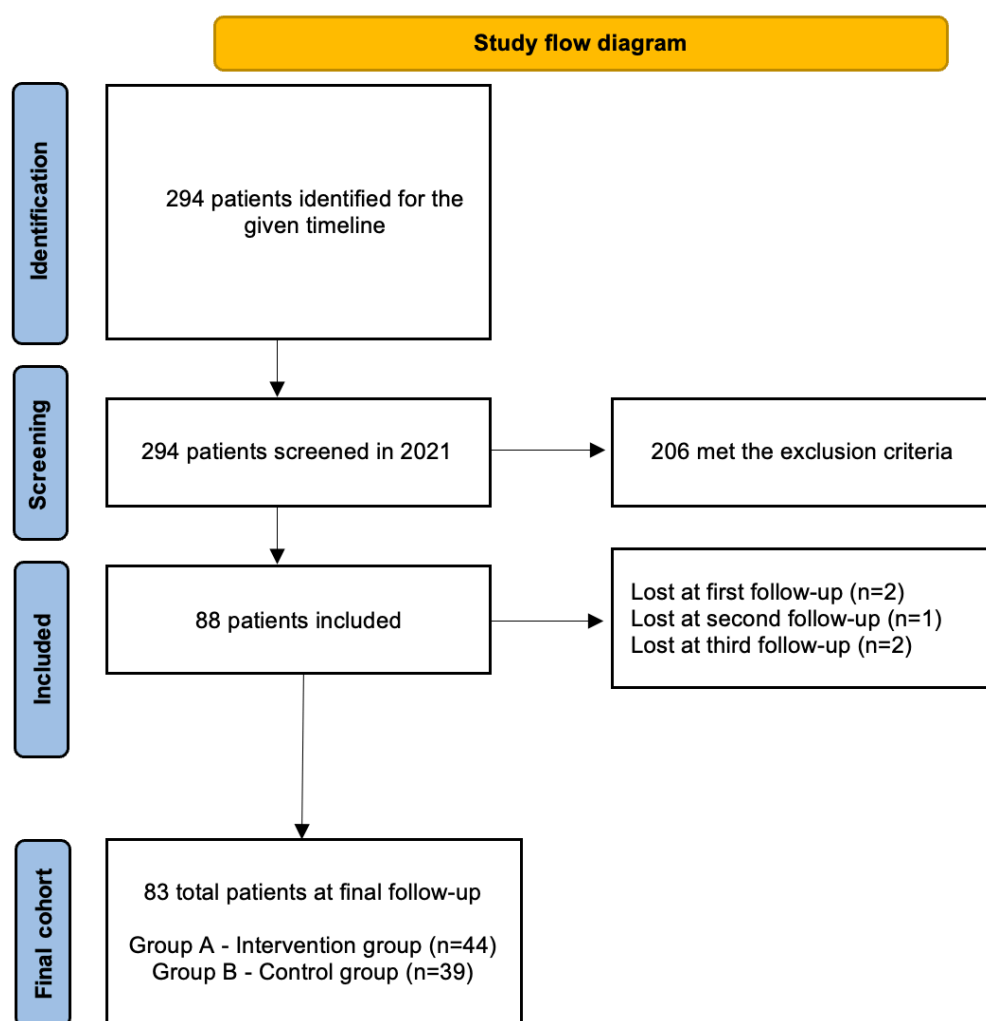 Study flow diagram
Identification
294 patients identified for the
given timeline
Screening
294 patients screened in 2021
206 met the exclusion criteria
Included
88 patients included
Lost at first follow-up (n=2)
Lost at second follow-up (n=1)
Lost at third follow-up (n=2)
Final cohort
83 total patients at final follow-up
Group A - Intervention group (n=44)
Group B - Control group (n=39)